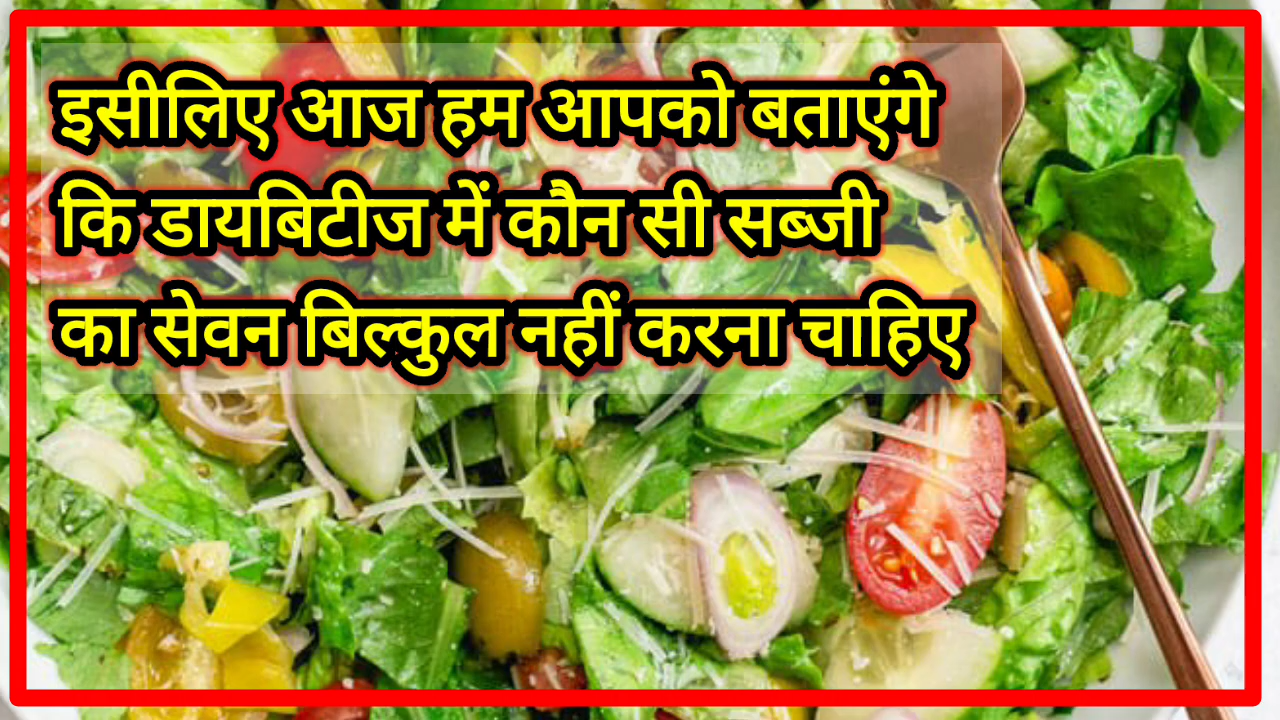 इसीलिए आज हम आपको बताएंगे
कि डायबिटीज में कौन सी सब्जी
का सेवन बिल्कुल नहीं करना चाहिए